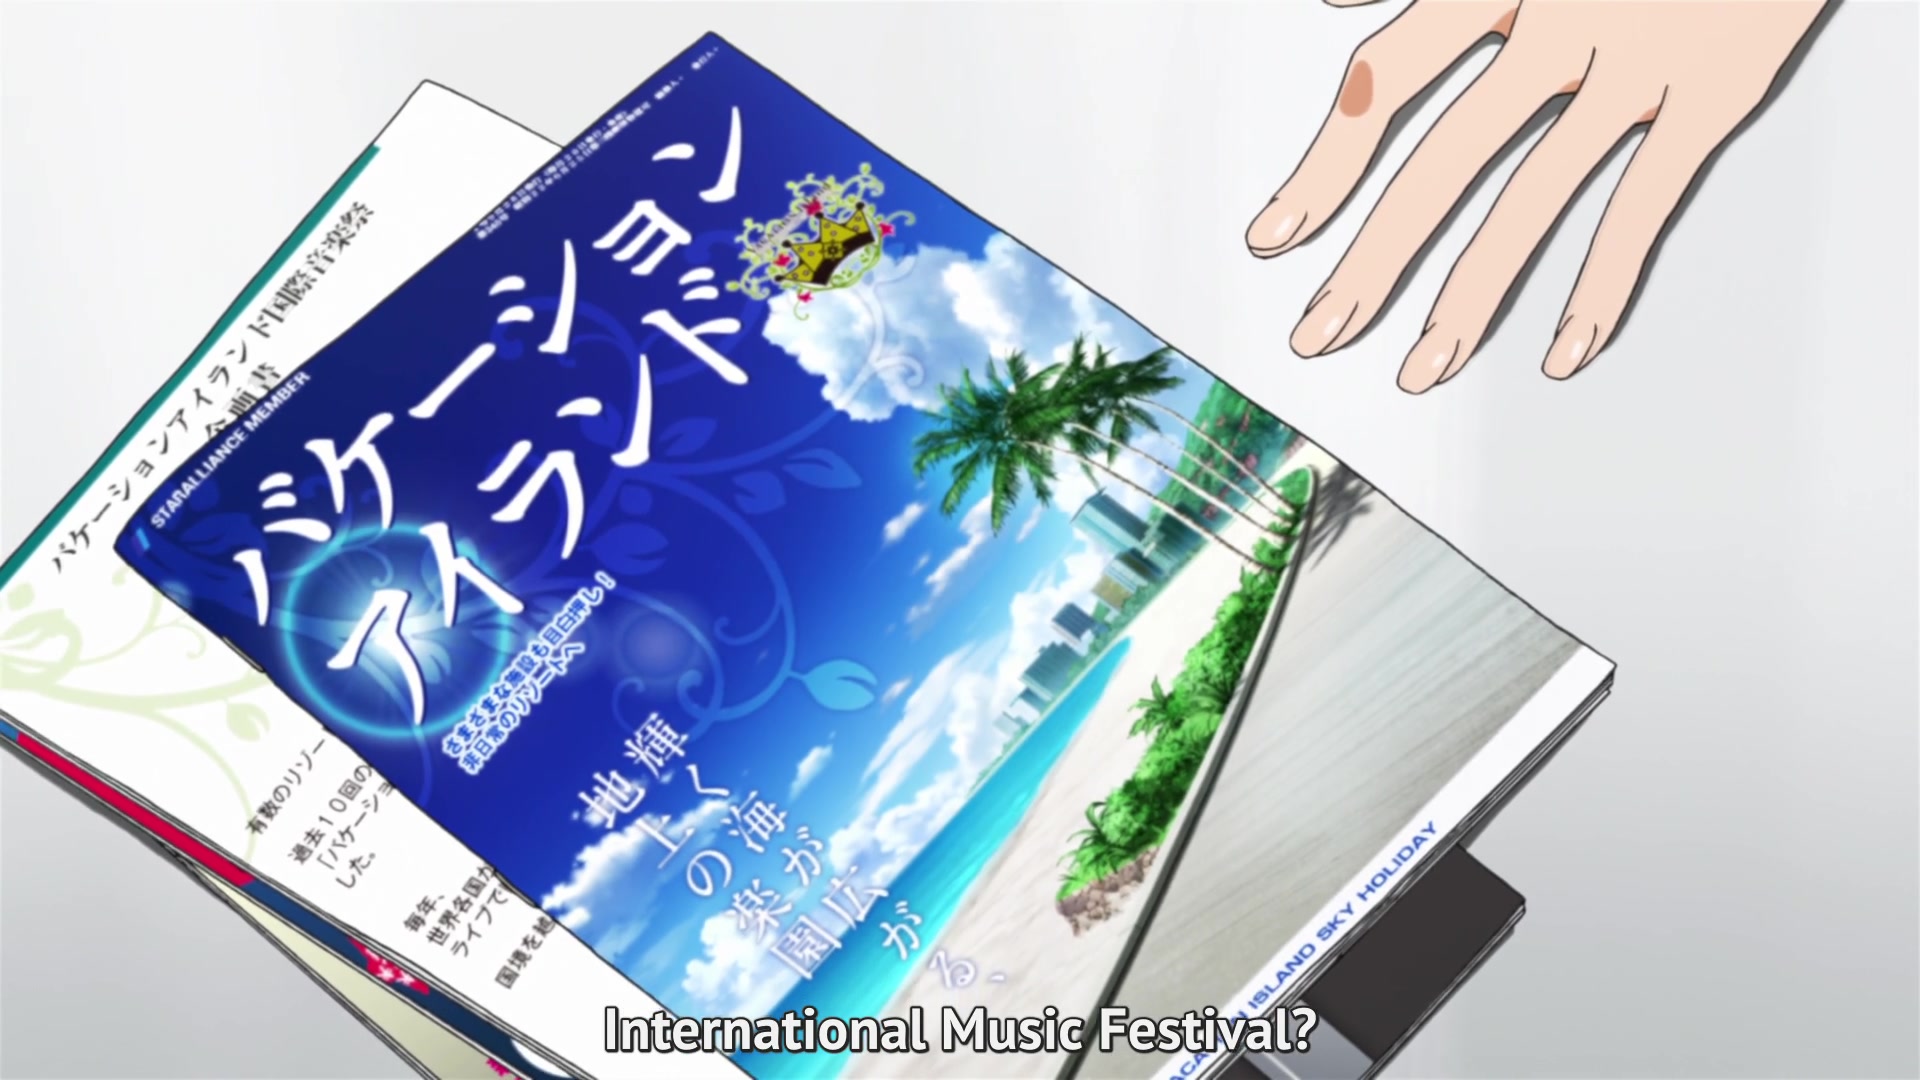 バケーション
アイランド
STARALLIANCE MEMBER
さまざまな施設も目白押し!
非日常のリゾートへ
輝く海が広がる、
地上の楽園
ISLAND SKY HOLIDAY
バケーションアイランド国際音楽祭
企画書
有数のリゾー
過去10回の
「バケーショ
した。
毎年、
世界各国か
ライブで
国境を越
International Music Festival?